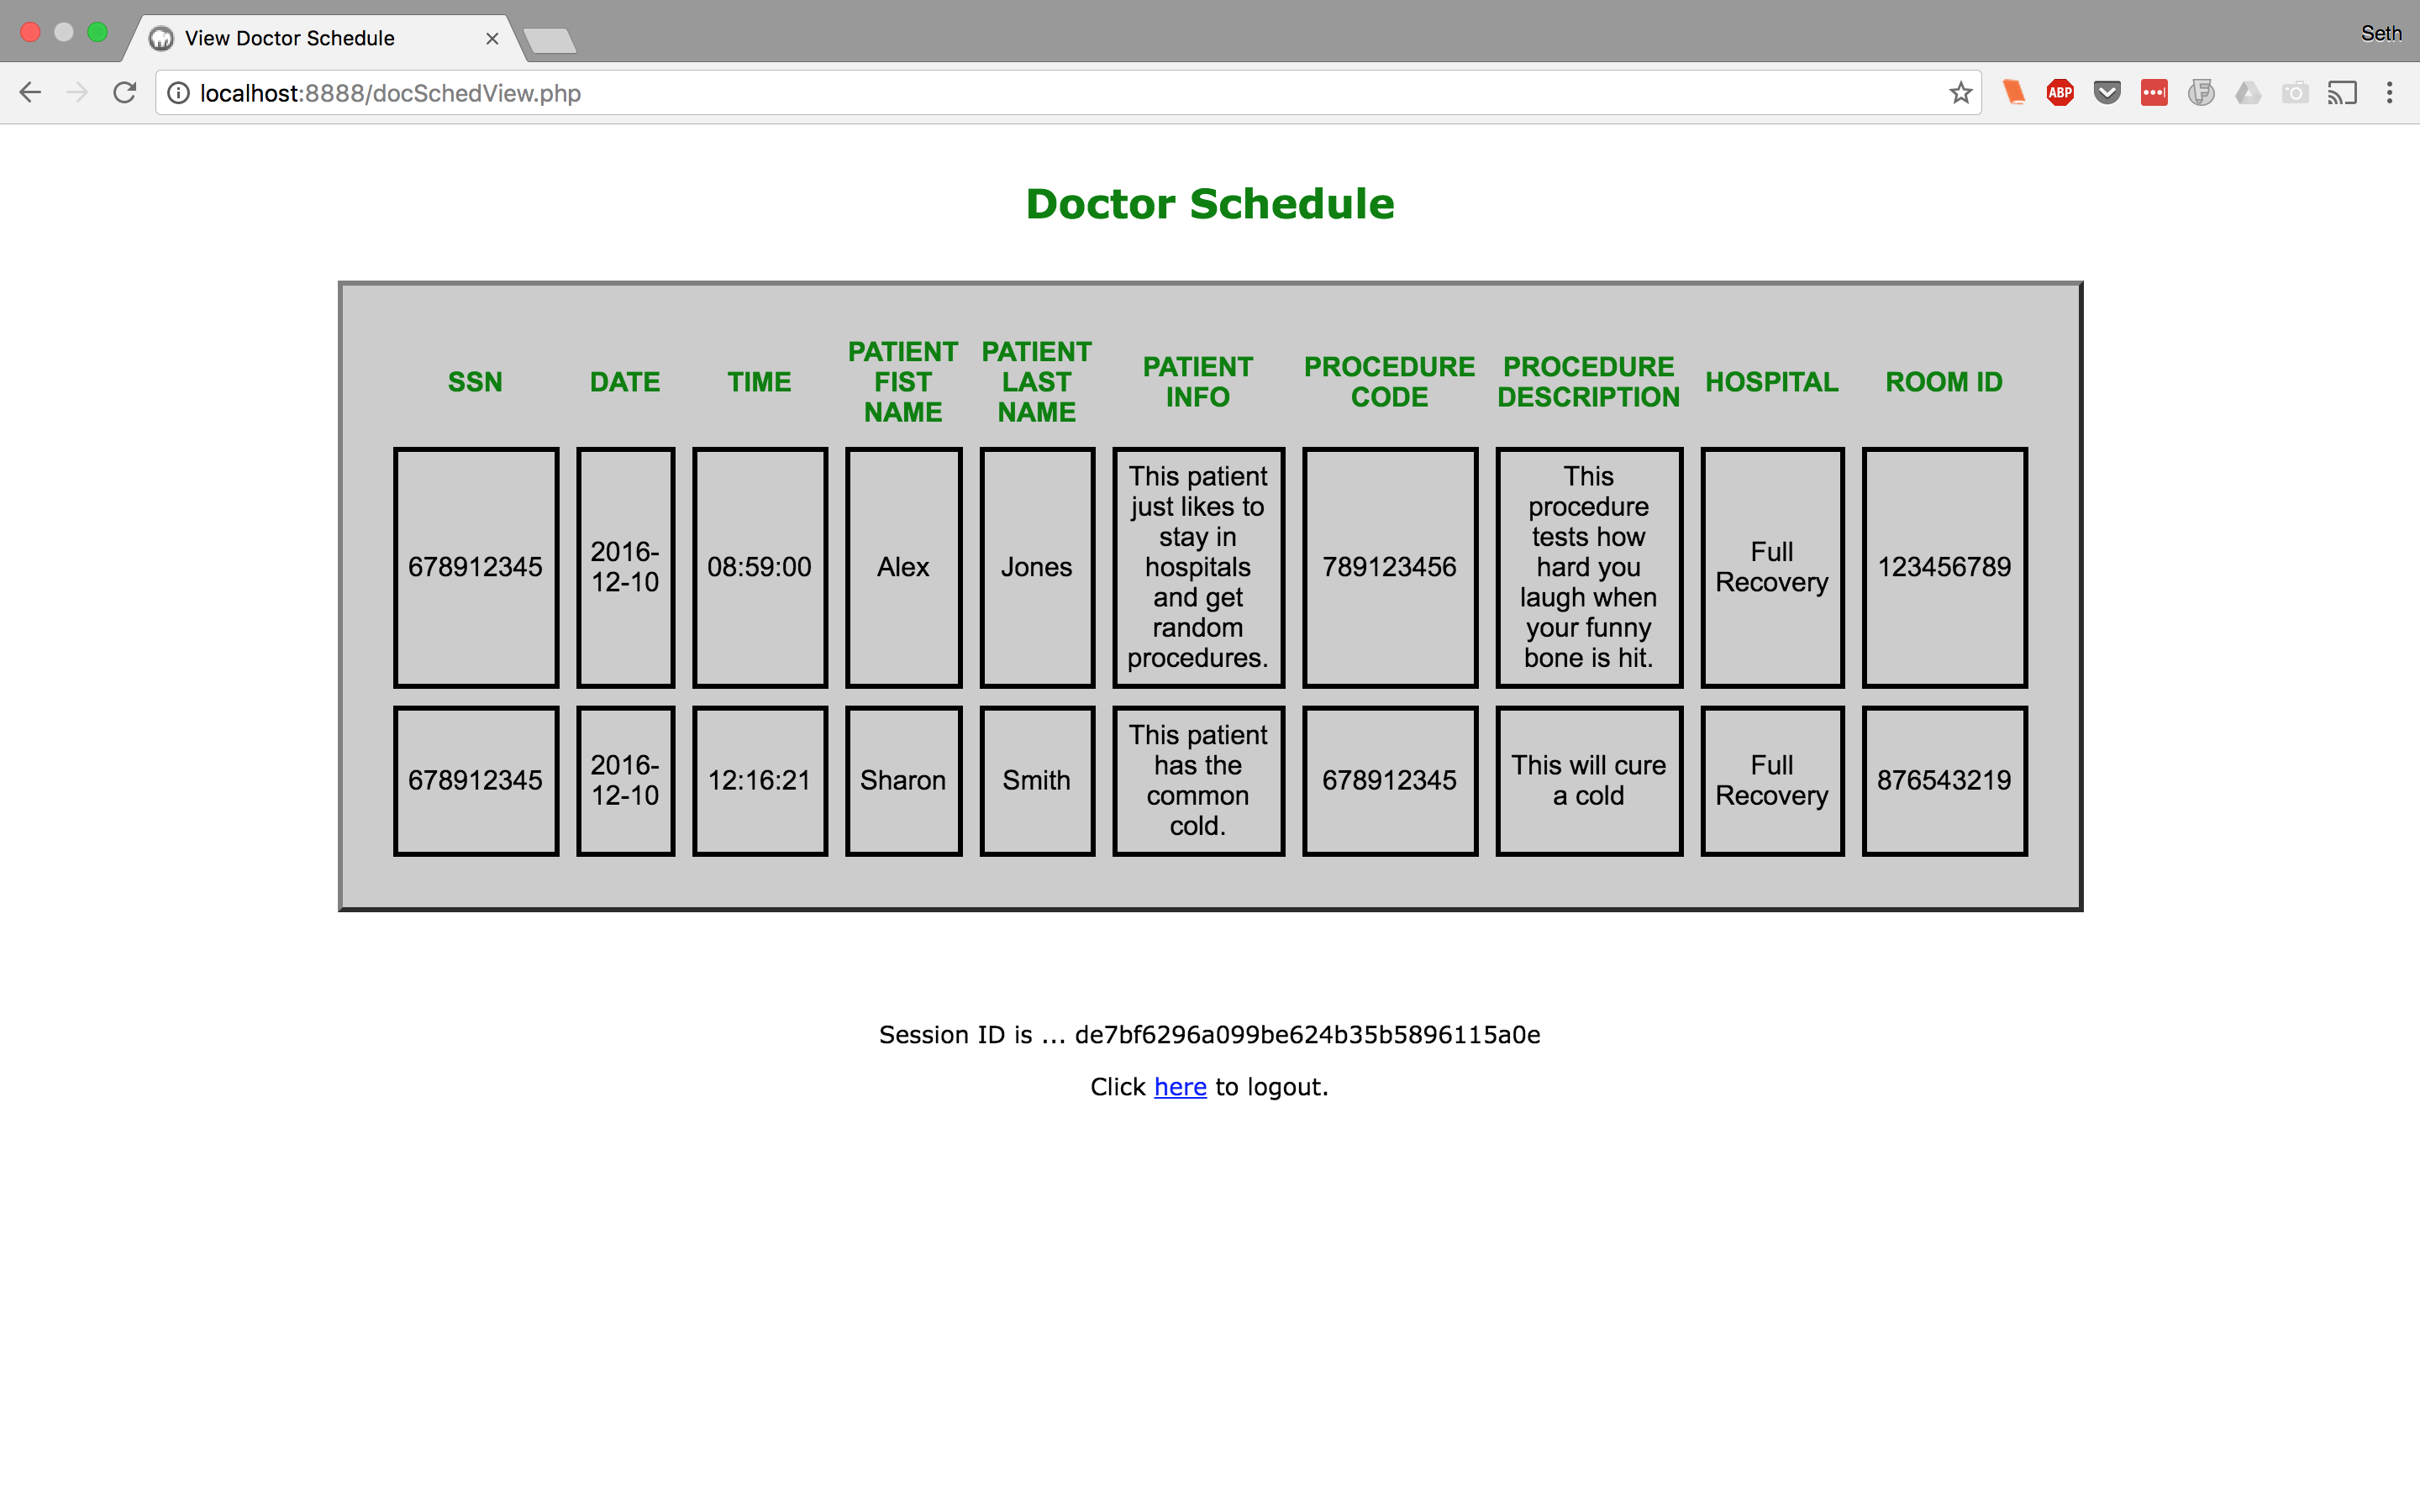 View Doctor Schedule
Seth
localhost:8888/docSchedView.php
ABP
Doctor Schedule
SSN
DATE
TIME
PATIENT
FIST
NAME
PATIENT
LAST
NAME
PATIENT
INFO
PROCEDURE
CODE
PROCEDURE
DESCRIPTION
HOSPITAL
ROOM ID
678912345
2016-
12-10
08:59:00
Alex
Jones
This patient
just likes to
stay in
hospitals
and get
random
procedures.
789123456
This
procedure
tests how
hard you
laugh when
your funny
bone is hit.
Full
Recovery
123456789
678912345
2016-
12-10
12:16:21
Sharon
Smith
This patient
has the
common
cold.
678912345
This will cure
a cold
Full
Recovery
876543219
Session ID is ... de7bf6296a099be624b35b5896115a0e
Click here to logout.